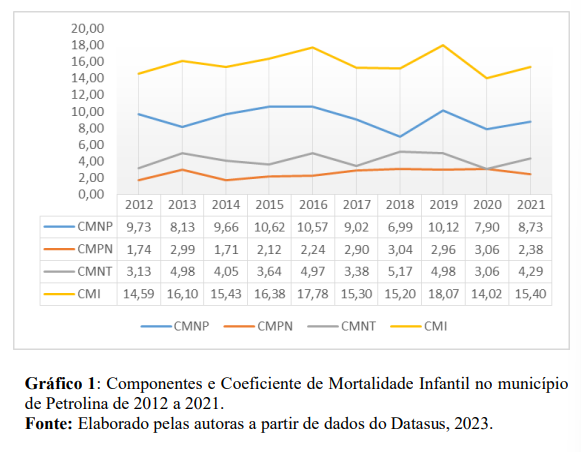 20,00
18,00
16,00
14,00
12,00
10,00
8,00
6,00
4,00
2,00
0,00
2012 2013 2014 2015 2016 2017 2018 2019 2020 2021
CMNP 9,73 8,13 9,66 10,62 10,57 9,02 6,99 10,12 7,90 8,73
CMPN 1,74 2,99 1,71 2,12 2,24 2,90 3,04 2,96 3,06 2,38
CMNT 3,13 4,98 4,05 3,64 4,97 3,38 5,17 4,98 3,06 4,29
CMI 14,59 16,10 15,43 16,38 17,78 15,30 15,20 18,07 14,02 15,40
CMNP CMPN CMNT CMI
Gráfico 1: Componentes e Coeficiente de Mortalidade Infantil no município
de Petrolina de 2012 a 2021.
Fonte: Elaborado pelas autoras a partir de dados do Datasus, 2023.